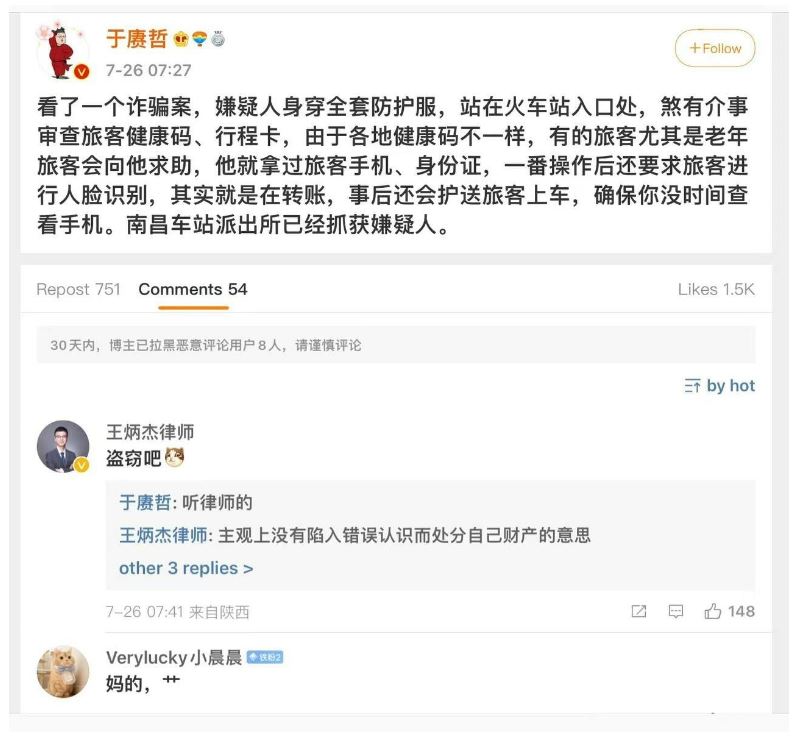 于赓哲
7-26 07:27
+Follow
看了一个诈骗案，嫌疑人身穿全套防护服，站在火车站入口处，煞有介事
审查旅客健康码、行程卡，由于各地健康码不一样，有的旅客尤其是老年
旅客会向他求助，他就拿过旅客手机、身份证，一番操作后还要求旅客进
行人脸识别，其实就是在转账，事后还会护送旅客上车，确保你没时间查
看手机。南昌车站派出所已经抓获嫌疑人。
Repost 751 Comments 54 Likes 1.5K
30天内，博主已拉黑恶意评论用户8人，请谨慎评论
by hot
王炳杰律师
盗窃吧
于赓哲: 听律师的
王炳杰律师: 主观上没有陷入错误认识而处分自己财产的意思
other 3 replies >
7-26 07:41 来自陕西 148
Verylucky小晨晨 铁粉2
妈的，艹